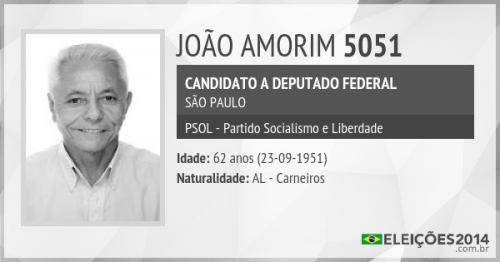 JOÃO AMORIM 5051
CANDIDATO A DEPUTADO FEDERAL
SÃO PAULO
PSOL - Partido Socialismo e Liberdade
Idade: 62 anos (23-09-1951)
Naturalidade: AL - Carneiros
ELEIÇÕES2014
.com.br